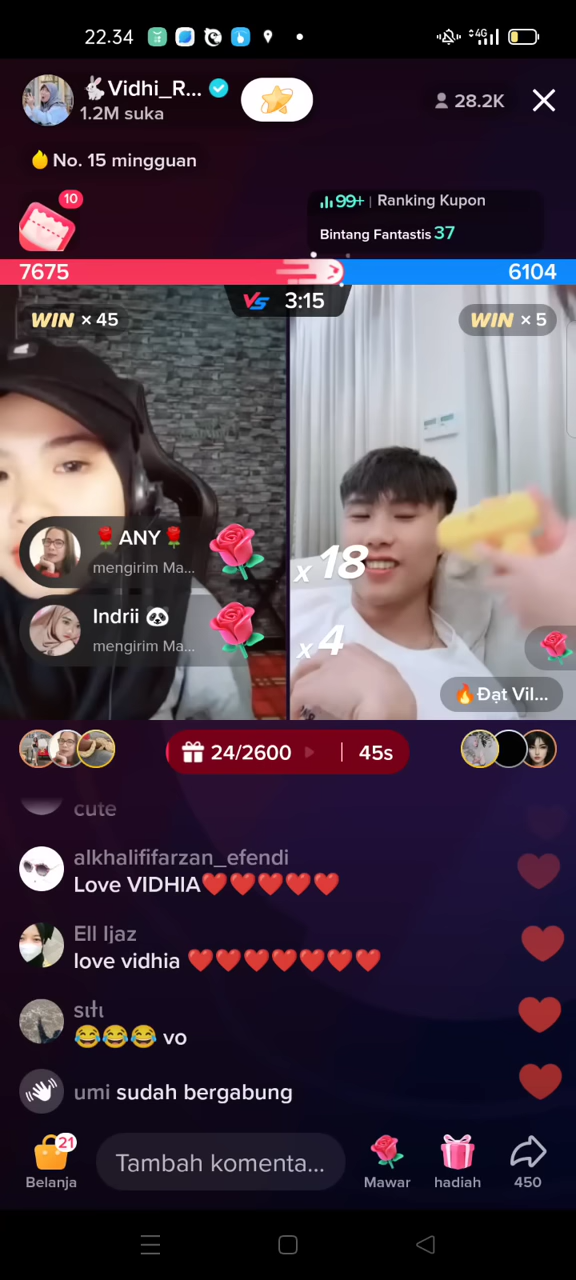 22.34
4G
Vidhi_R...
1.2M suka
28.2K
No. 15 mingguan
10
99+ | Ranking Kupon
Bintang Fantastis 37
7675
6104
VS 3:15
WIN × 45
WIN × 5
ANY
mengirim Ma...
x 18
Indrii 🐼
mengirim Ma...
x 4
🔥Đạt Vil...
24/2600
45s
cute
alkhalififarzan_efendi
Love VIDHIA❤️❤️❤️❤️❤️
Ell Ijaz
love vidhia ❤️❤️❤️❤️❤️❤️❤️
😂😂😂 vo
umi sudah bergabung
21
Tambah komenta...
Belanja
Mawar
hadiah
450